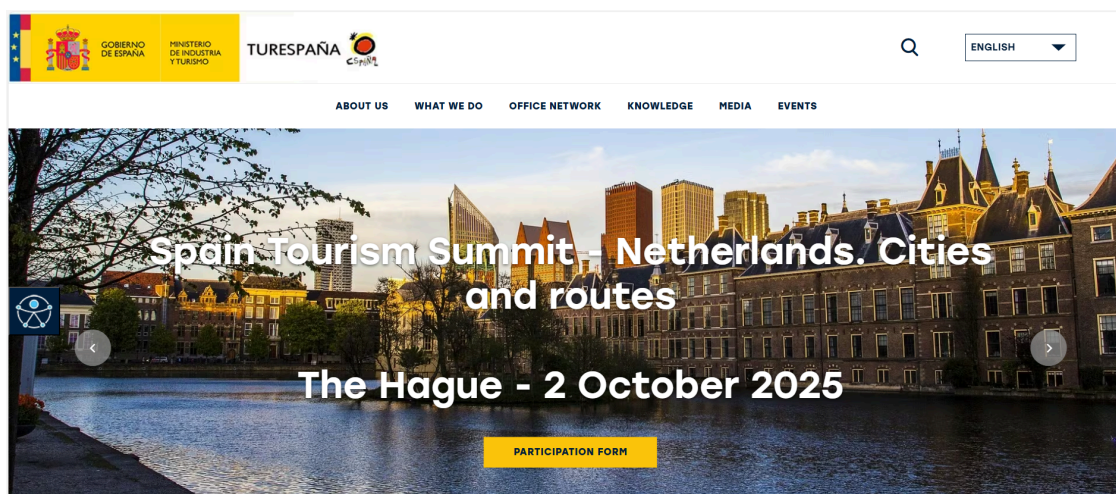 GOBIERNO
DE ESPAÑA
MINISTERIO
DE INDUSTRIA
Y TURISMO
TURESPAÑA
ESPAÑA
ENGLISH
ABOUT US WHAT WE DO OFFICE NETWORK KNOWLEDGE MEDIA EVENTS
Spain Tourism Summit - Netherlands. Cities
and routes
The Hague - 2 October 2025
PARTICIPATION FORM